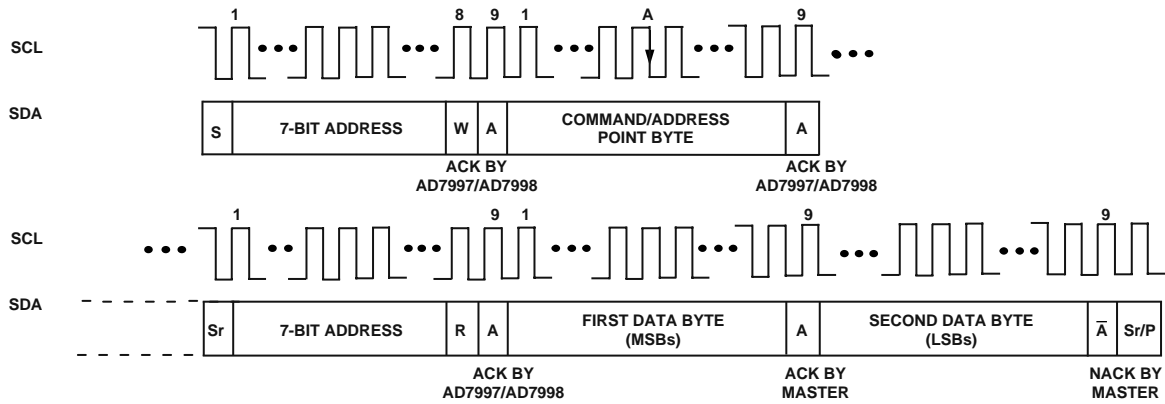 1 8 9 1 A 9
SCL
SDA
S 7-BIT ADDRESS W A COMMAND/ADDRESS POINT BYTE A
ACK BY AD7997/AD7998 ACK BY AD7997/AD7998
1 9 1 9 9
SCL
SDA
Sr 7-BIT ADDRESS R A FIRST DATA BYTE (MSBs) A SECOND DATA BYTE (LSBs) A̅ Sr/P
ACK BY AD7997/AD7998 ACK BY MASTER NACK BY MASTER